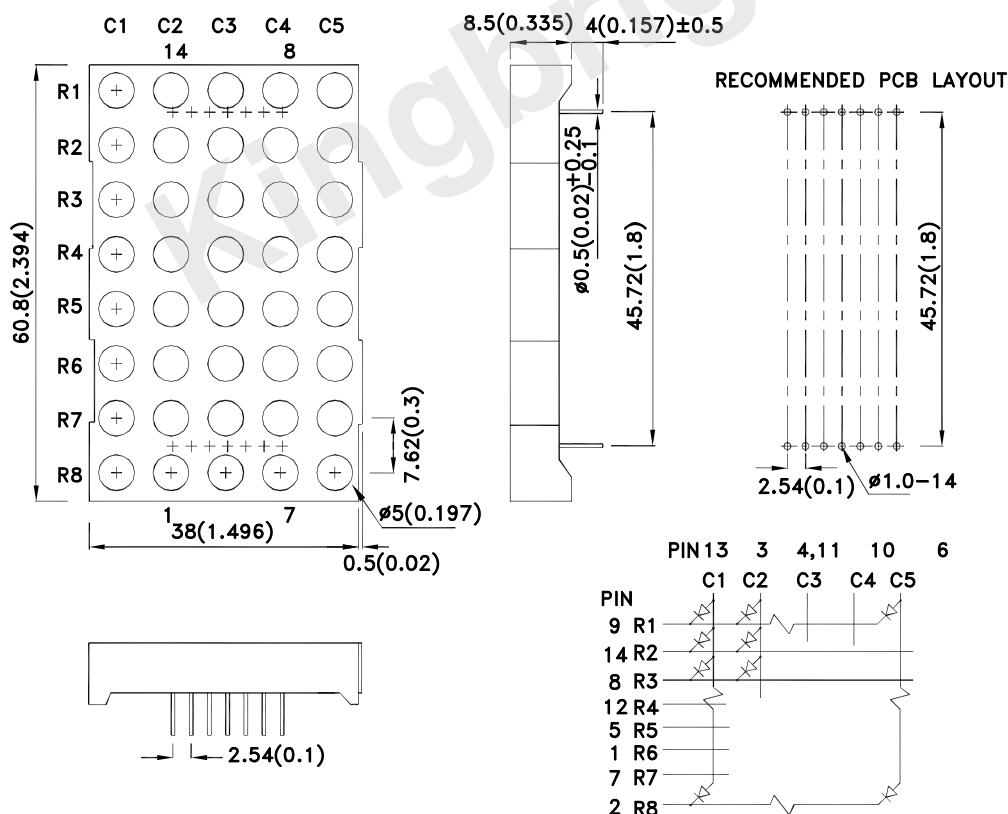 C1 C2 C3 C4 C5
14 8
R1
R2
R3
R4
R5
R6
R7
R8
60.8(2.394)
1 7
38(1.496)
0.5(0.02)
ø5(0.197)
7.62(0.3)
8.5(0.335) 4(0.157)±0.5
ø0.5(0.02)+0.25
-0.1
45.72(1.8)
RECOMMENDED PCB LAYOUT
45.72(1.8)
2.54(0.1)
ø1.0-14
2.54(0.1)
PIN13 3 4,11 10 6
C1 C2 C3 C4 C5
PIN
9 R1
14 R2
8 R3
12 R4
5 R5
1 R6
7 R7
2 R8